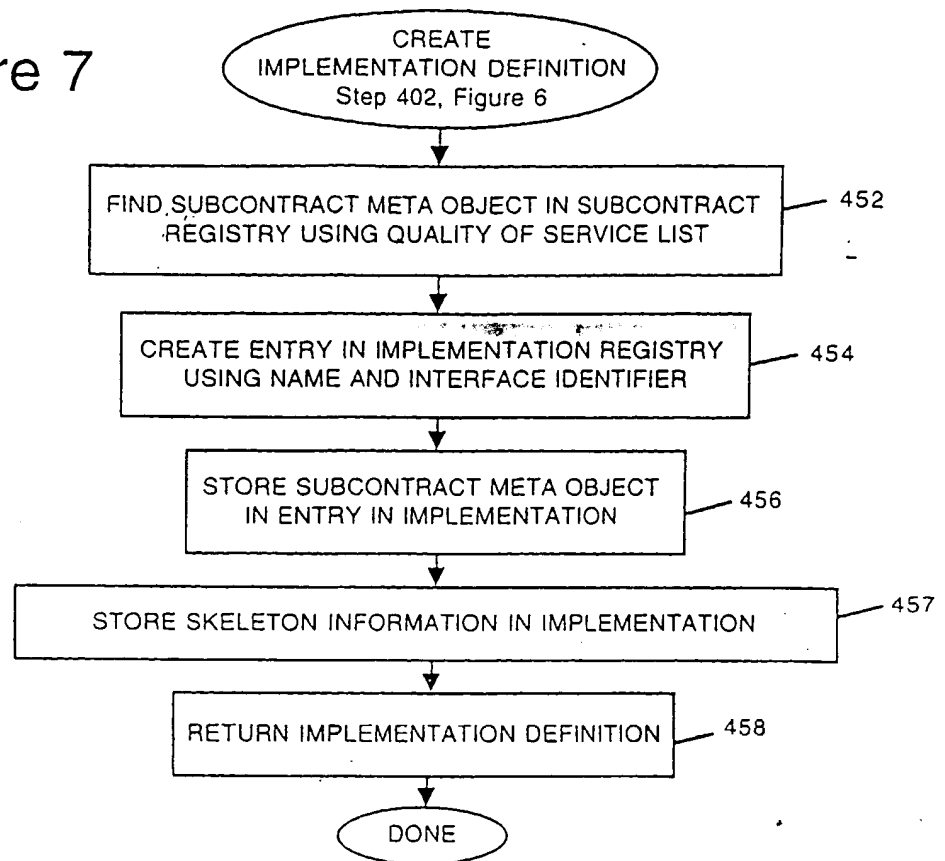 re 7
CREATE
IMPLEMENTATION DEFINITION
Step 402, Figure 6
FIND SUBCONTRACT META OBJECT IN SUBCONTRACT
REGISTRY USING QUALITY OF SERVICE LIST
452
CREATE ENTRY IN IMPLEMENTATION REGISTRY
USING NAME AND INTERFACE IDENTIFIER
454
STORE SUBCONTRACT META OBJECT
IN ENTRY IN IMPLEMENTATION
456
STORE SKELETON INFORMATION IN IMPLEMENTATION
457
RETURN IMPLEMENTATION DEFINITION
458
DONE